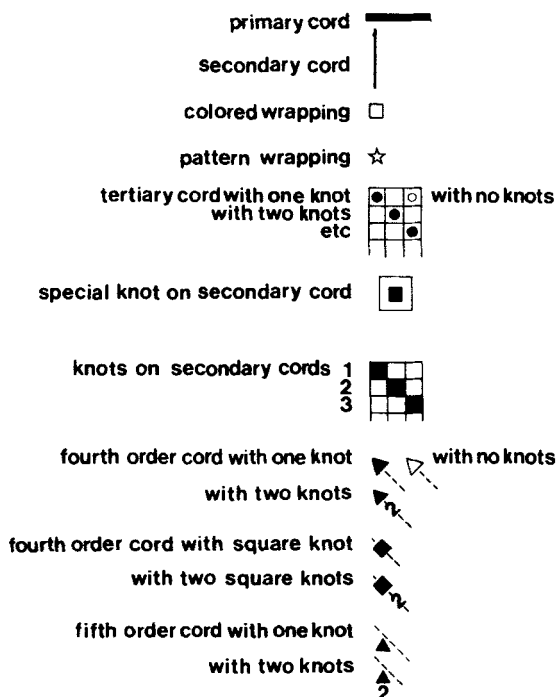 primary cord
secondary cord
colored wrapping
pattern wrapping
tertiary cord with one knot with no knots
with two knots
etc
special knot on secondary cord
knots on secondary cords 1
2
3
fourth order cord with one knot with no knots
with two knots 2
fourth order cord with square knot
with two square knots 2
fifth order cord with one knot
with two knots
2